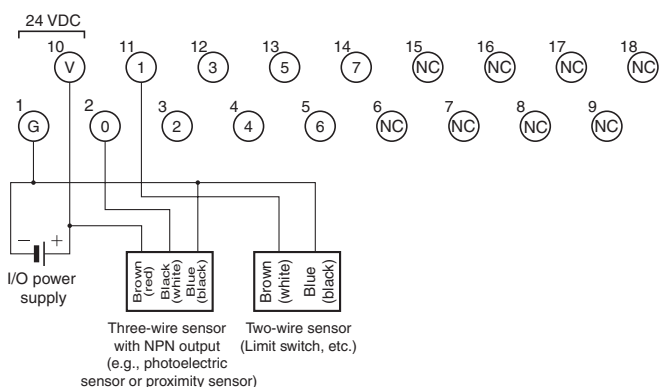 24 VDC
10 11 12 13 14 15 16 17 18
V 1 3 5 7 NC NC NC NC
1 2 3 4 5 6 7 8 9
G 0 2 4 6 NC NC NC NC
− +
I/O power
supply
Brown
(red)
Black
(white)
Blue
(black)
Brown
(white)
Blue
(black)
Three-wire sensor
with NPN output
(e.g., photoelectric
sensor or proximity sensor)
Two-wire sensor
(Limit switch, etc.)